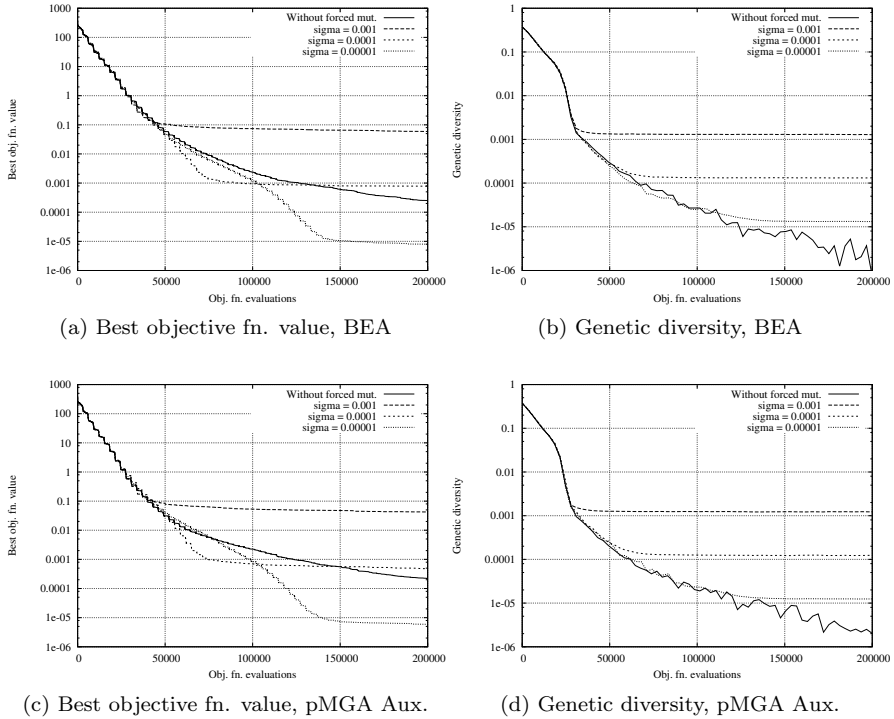 Without forced mut.
sigma = 0.001
sigma = 0.0001
sigma = 0.00001
1000
100
10
1
0.1
0.01
0.001
0.0001
1e-05
1e-06
Best obj. fn. value
0
50000
100000
150000
200000
Obj. fn. evaluations
(a) Best objective fn. value, BEA
Without forced mut.
sigma = 0.001
sigma = 0.0001
sigma = 0.00001
1
0.1
0.01
0.001
0.0001
1e-05
1e-06
Genetic diversity
0
50000
100000
150000
200000
Obj. fn. evaluations
(b) Genetic diversity, BEA
Without forced mut.
sigma = 0.001
sigma = 0.0001
sigma = 0.00001
1000
100
10
1
0.1
0.01
0.001
0.0001
1e-05
1e-06
Best obj. fn. value
0
50000
100000
150000
200000
Obj. fn. evaluations
(c) Best objective fn. value, pMGA Aux.
Without forced mut.
sigma = 0.001
sigma = 0.0001
sigma = 0.00001
1
0.1
0.01
0.001
0.0001
1e-05
1e-06
Genetic diversity
0
50000
100000
150000
200000
Obj. fn. evaluations
(d) Genetic diversity, pMGA Aux.